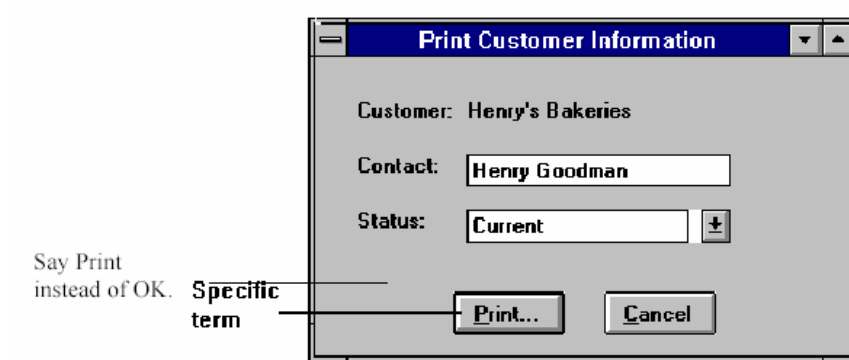 Print Customer Information
Customer: Henry's Bakeries
Contact: Henry Goodman
Status: Current
Say Print
instead of OK.
Specific
term
Print...
Cancel